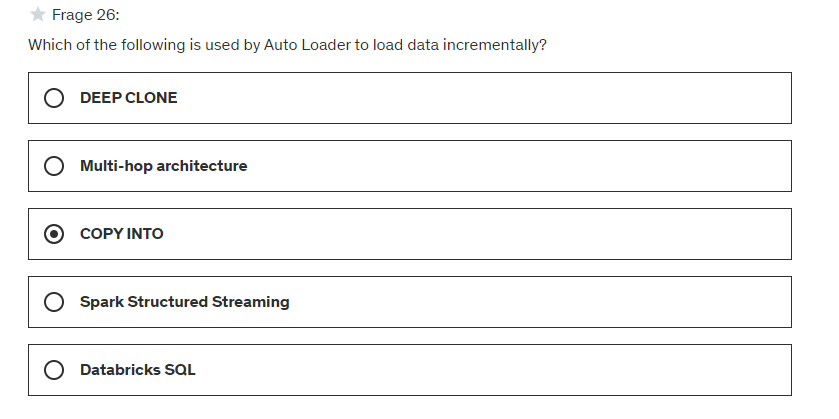 Frage 26:
Which of the following is used by Auto Loader to load data incrementally?
DEEP CLONE
Multi-hop architecture
COPY INTO
Spark Structured Streaming
Databricks SQL